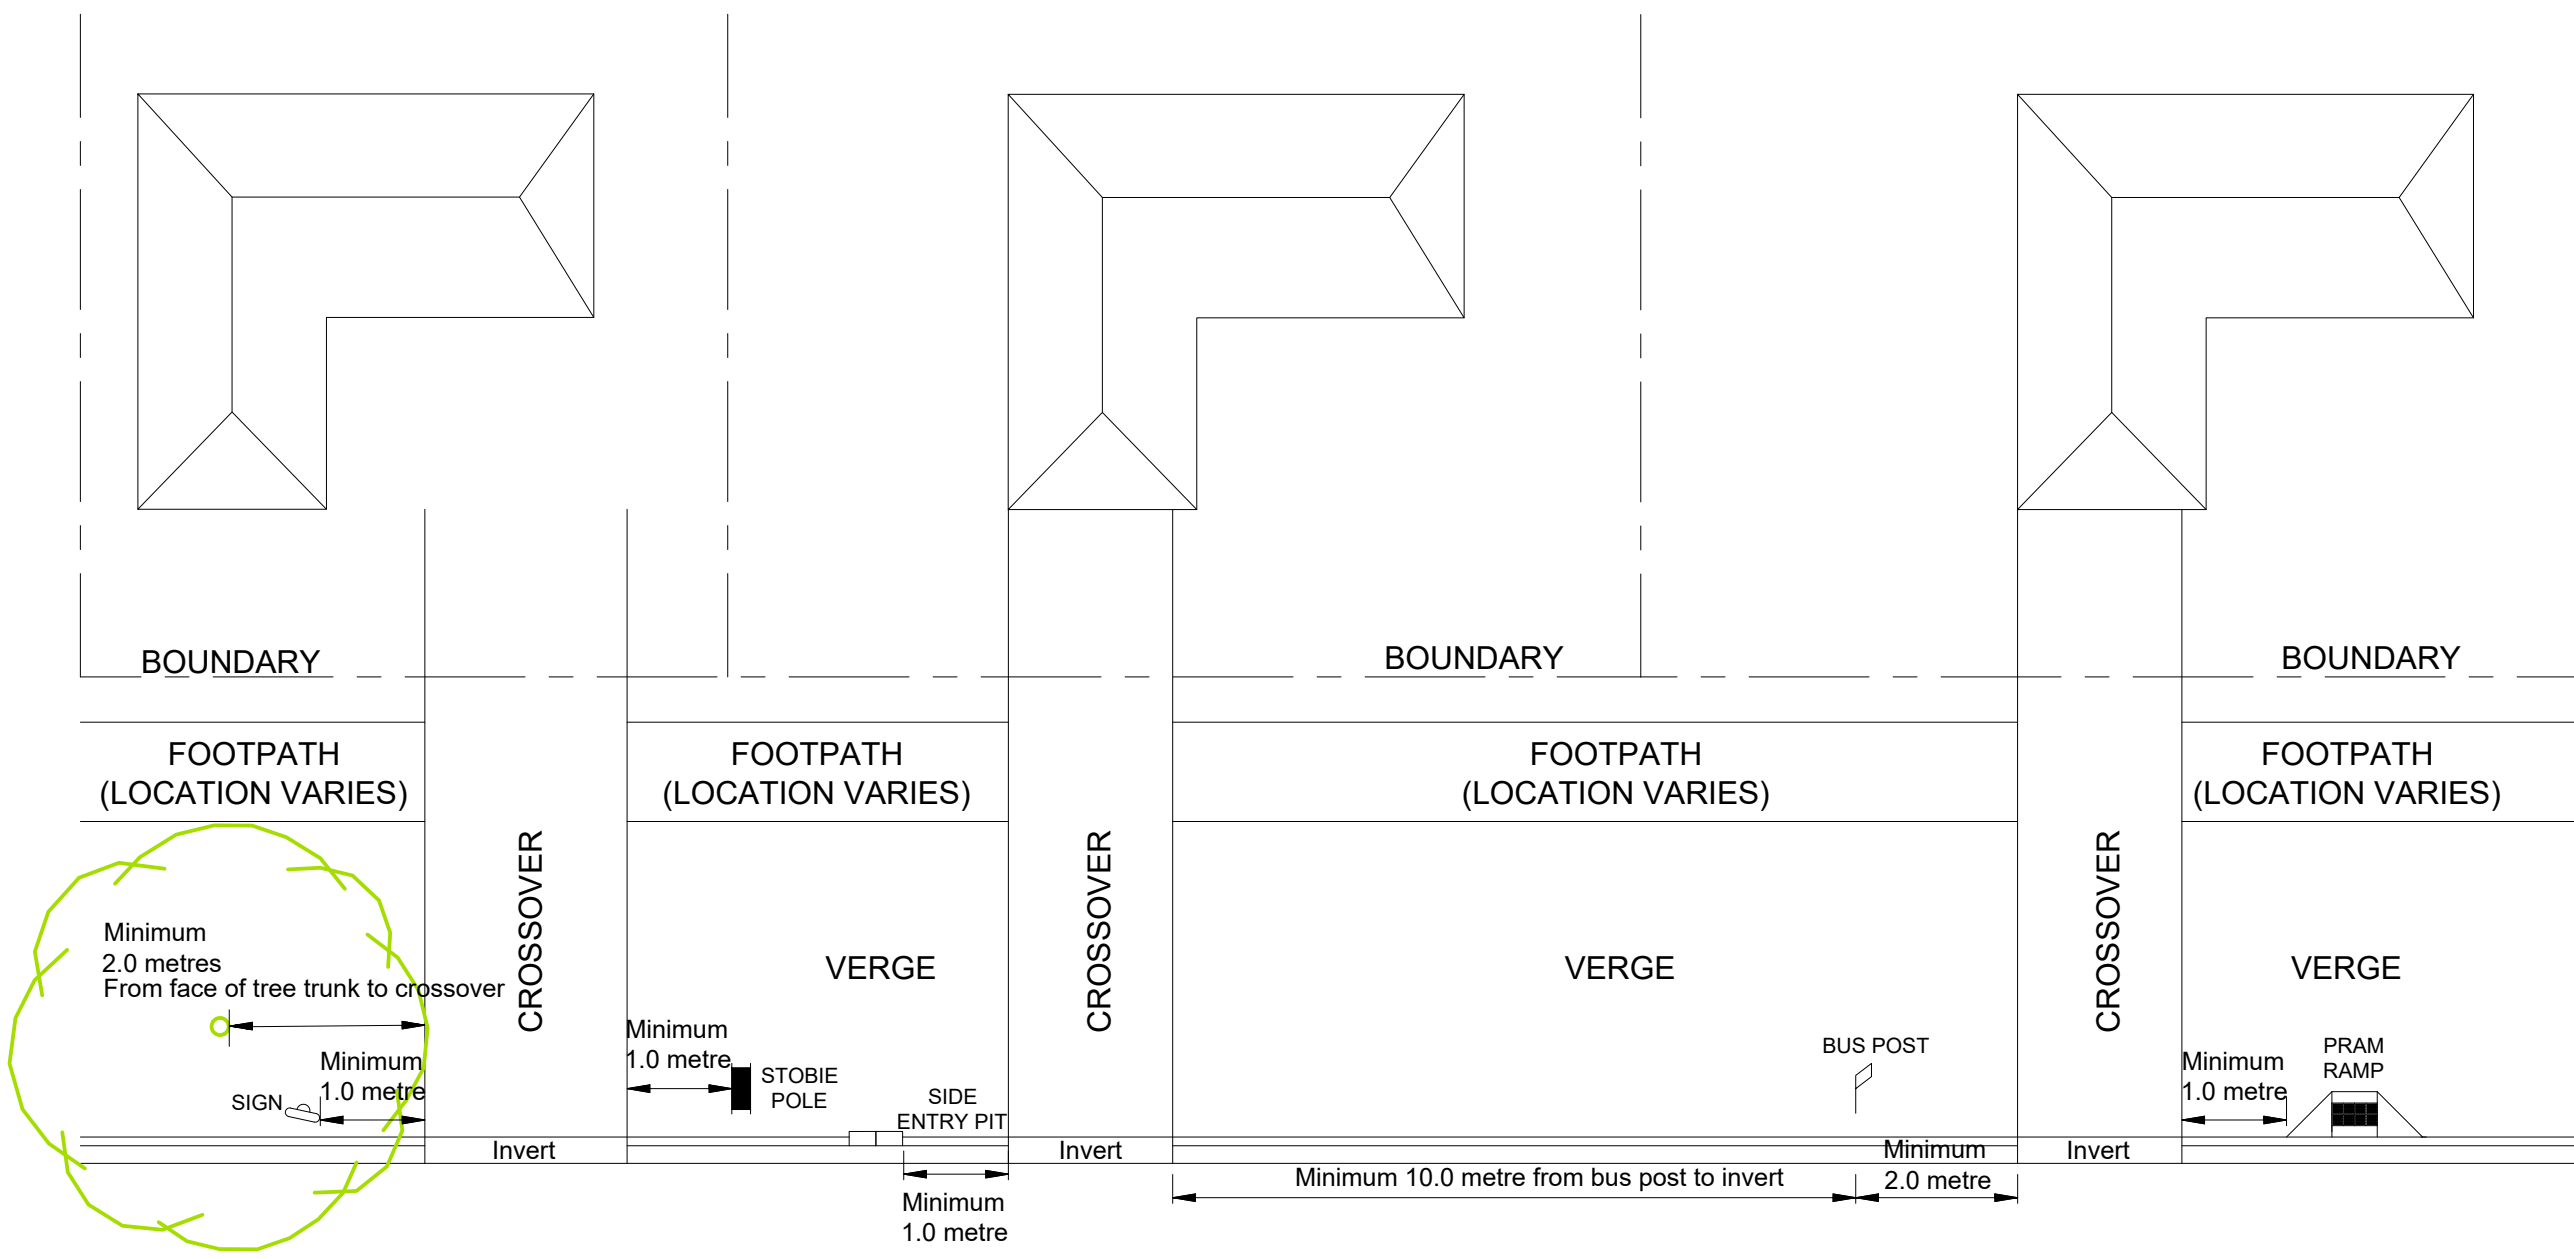 BOUNDARY
BOUNDARY
BOUNDARY
FOOTPATH
(LOCATION VARIES)
FOOTPATH
(LOCATION VARIES)
FOOTPATH
(LOCATION VARIES)
FOOTPATH
(LOCATION VARIES)
CROSSOVER
CROSSOVER
CROSSOVER
Minimum
2.0 metres
From face of tree trunk to crossover
VERGE
VERGE
VERGE
Minimum
1.0 metre
SIGN
Minimum
1.0 metre
STOBIE
POLE
SIDE
ENTRY PIT
BUS POST
Minimum
1.0 metre
PRAM
RAMP
Invert
Invert
Invert
Minimum
1.0 metre
Minimum 10.0 metre from bus post to invert
Minimum
2.0 metre